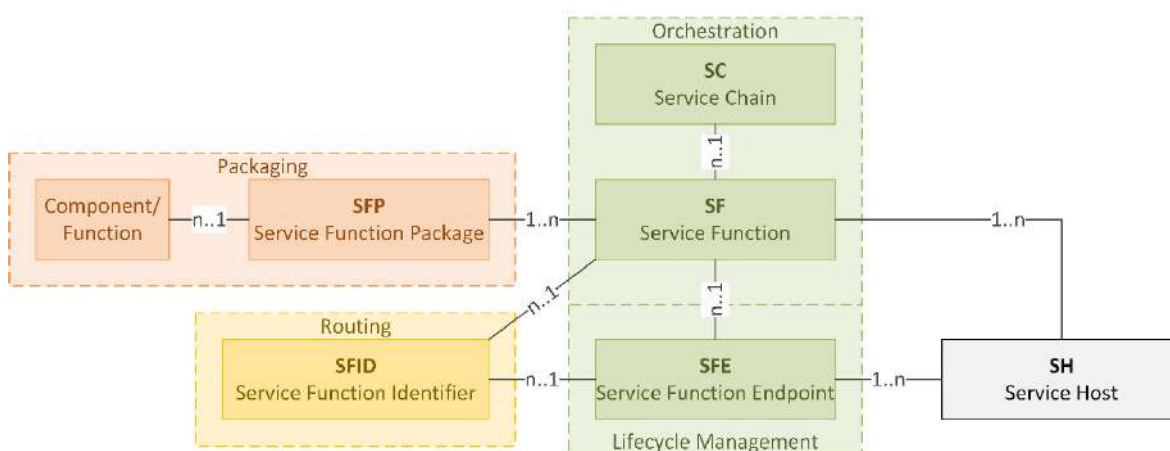 Orchestration
SC
Service Chain
n..1
Packaging
Component/
Function
n..1
SFP
Service Function Package
1..n
SF
Service Function
1..n
n..1
n..1
Routing
SFID
Service Function Identifier
n..1
SFE
Service Function Endpoint
1..n
SH
Service Host
Lifecycle Management